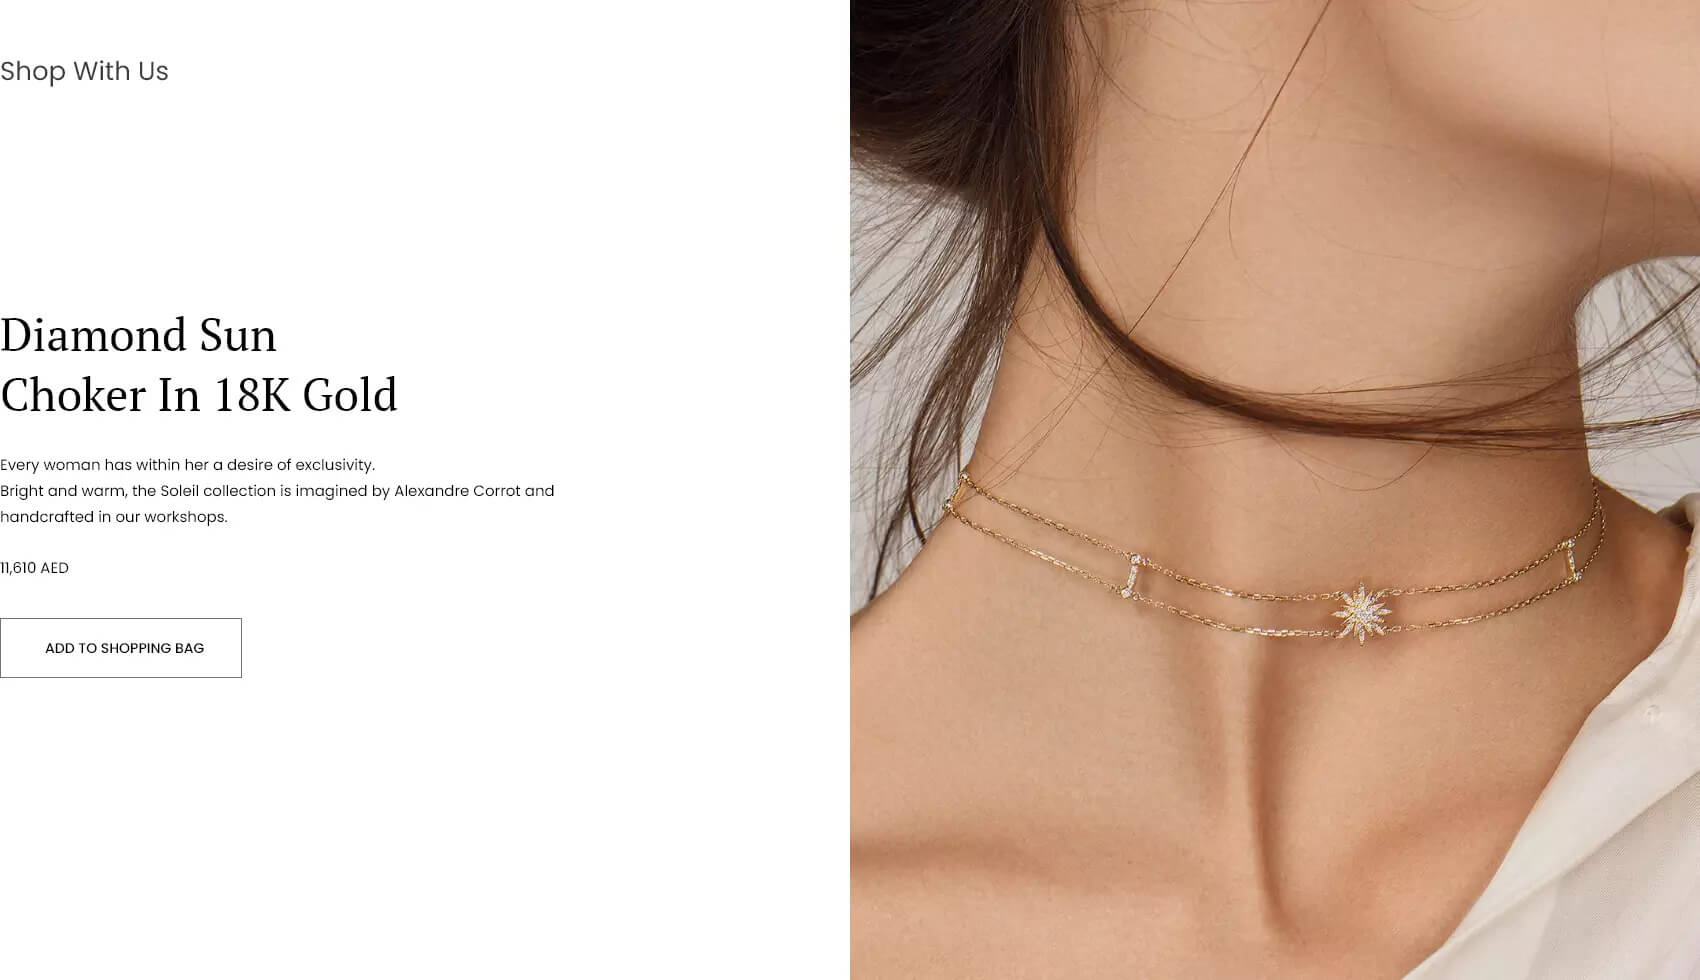 Shop With Us
Diamond Sun
Choker In 18K Gold
Every woman has within her a desire of exclusivity.
Bright and warm, the Soleil collection is imagined by Alexandre Corrot and
handcrafted in our workshops.
11,610 AED
ADD TO SHOPPING BAG